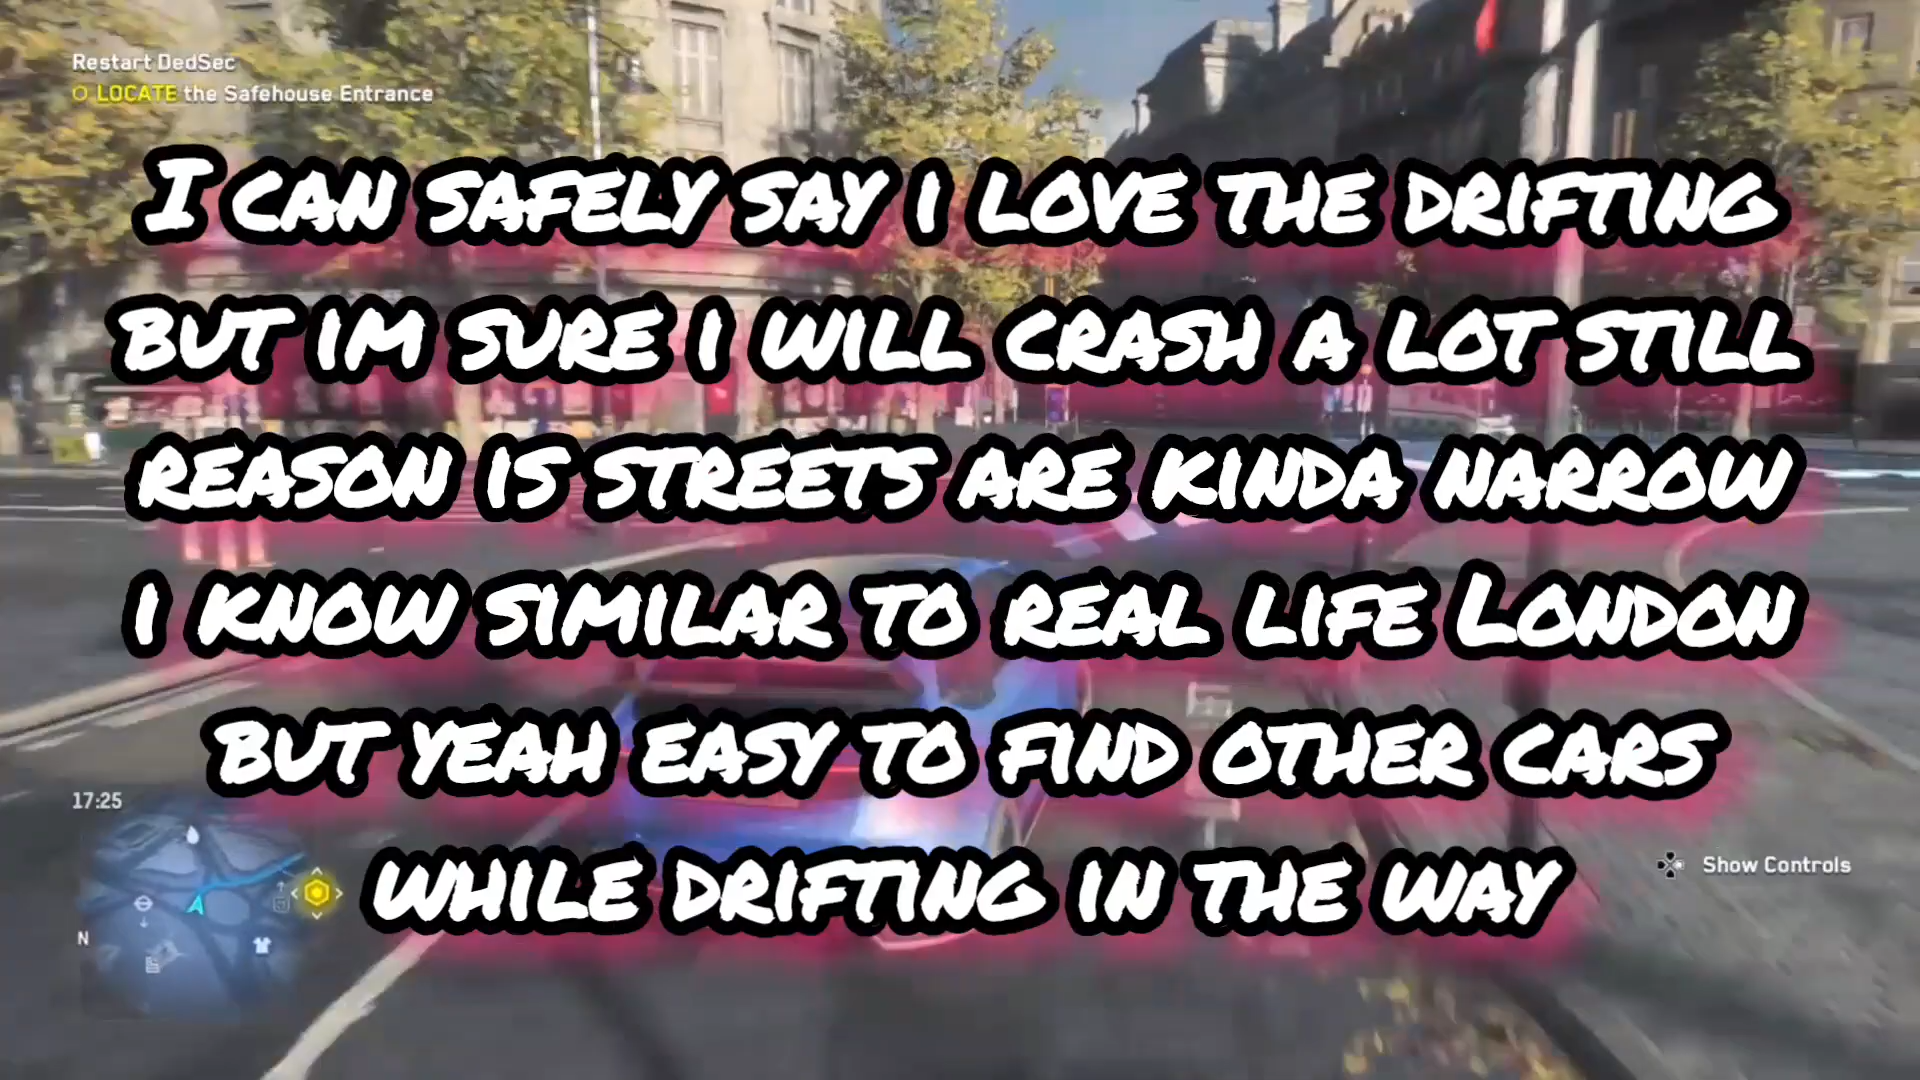 Restart DedSec
LOCATE the Safehouse Entrance
I can safely say i love the drifting
but im sure i will crash a lot still
reason is streets are kinda narrow
i know similar to real life London
but yeah easy to find other cars
while drifting in the way
17:25
N
Show Controls